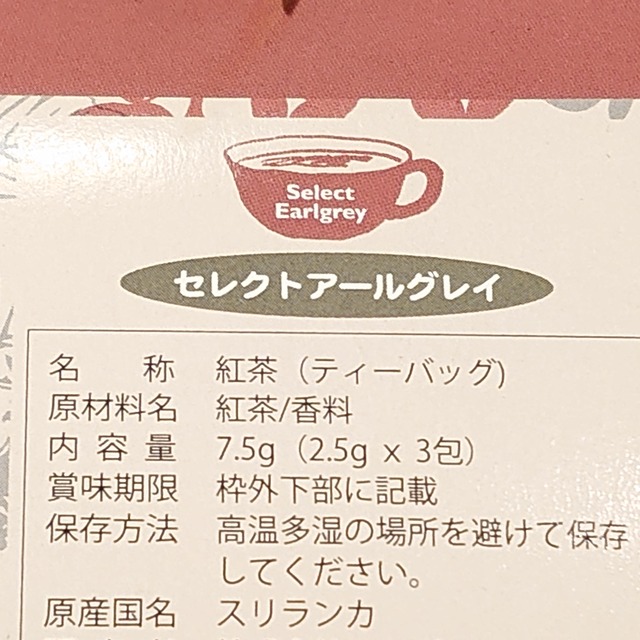 Select
Earlgrey
セレクトアールグレイ
名 称 紅茶（ティーバッグ)
原材料名 紅茶/香料
内 容 量 7.5g（2.5g x 3包）
賞味期限 枠外下部に記載
保存方法 高温多湿の場所を避けて保存
してください。
原産国名 スリランカ